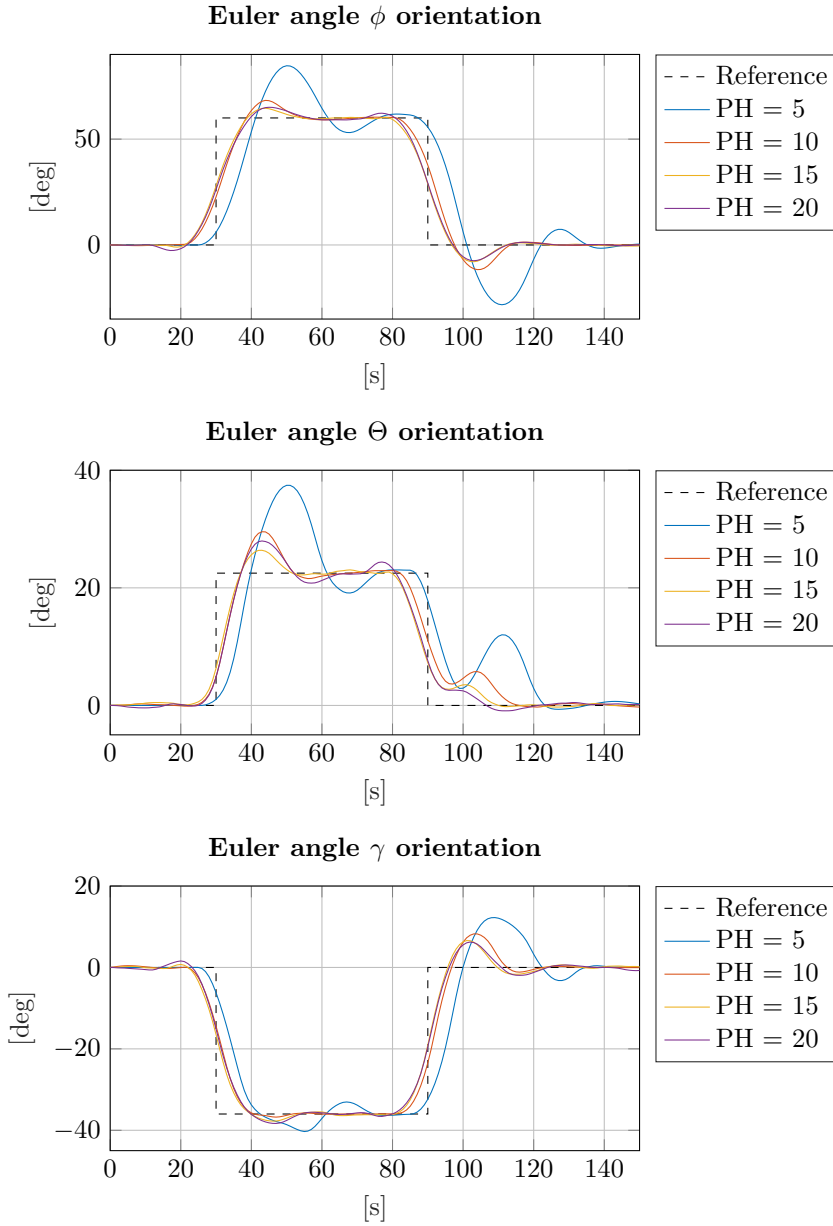 Euler angle ϕ orientation
[deg]
50
0
0 20 40 60 80 100 120 140
[s]
Reference
PH = 5
PH = 10
PH = 15
PH = 20
Euler angle Θ orientation
[deg]
40
20
0
0 20 40 60 80 100 120 140
[s]
Reference
PH = 5
PH = 10
PH = 15
PH = 20
Euler angle γ orientation
[deg]
20
0
−20
−40
0 20 40 60 80 100 120 140
[s]
Reference
PH = 5
PH = 10
PH = 15
PH = 20